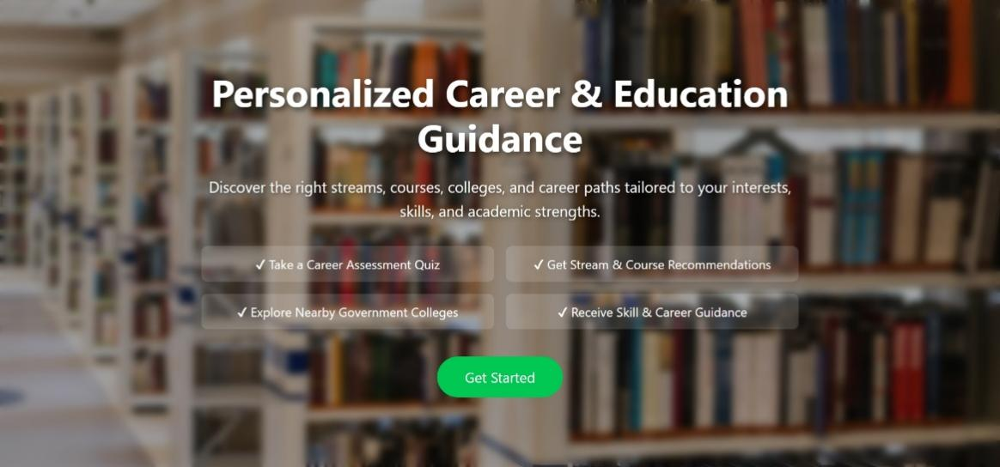 Personalized Career & Education
Guidance
Discover the right streams, courses, colleges, and career paths tailored to your interests,
skills, and academic strengths.
✓ Take a Career Assessment Quiz
✓ Get Stream & Course Recommendations
✓ Explore Nearby Government Colleges
✓ Receive Skill & Career Guidance
Get Started